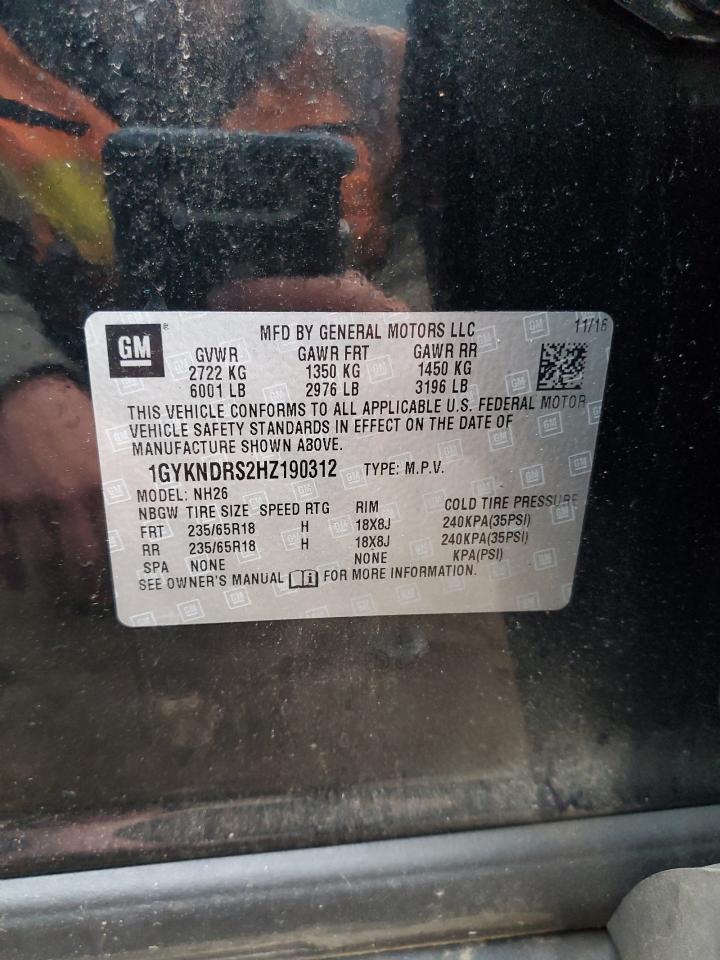 GM
®
MFD BY GENERAL MOTORS LLC
11/16
GVWR GAWR FRT GAWR RR
2722 KG 1350 KG 1450 KG
6001 LB 2976 LB 3196 LB
THIS VEHICLE CONFORMS TO ALL APPLICABLE U.S. FEDERAL MOTOR
VEHICLE SAFETY STANDARDS IN EFFECT ON THE DATE OF
MANUFACTURE SHOWN ABOVE.
1GYKNDRS2HZ190312 TYPE: M.P.V.
MODEL: NH26
NBGW TIRE SIZE SPEED RTG RIM COLD TIRE PRESSURE
FRT 235/65R18 H 18X8J 240KPA(35PSI)
RR 235/65R18 H 18X8J 240KPA(35PSI)
SPA NONE NONE KPA(PSI)
SEE OWNER'S MANUAL FOR MORE INFORMATION.